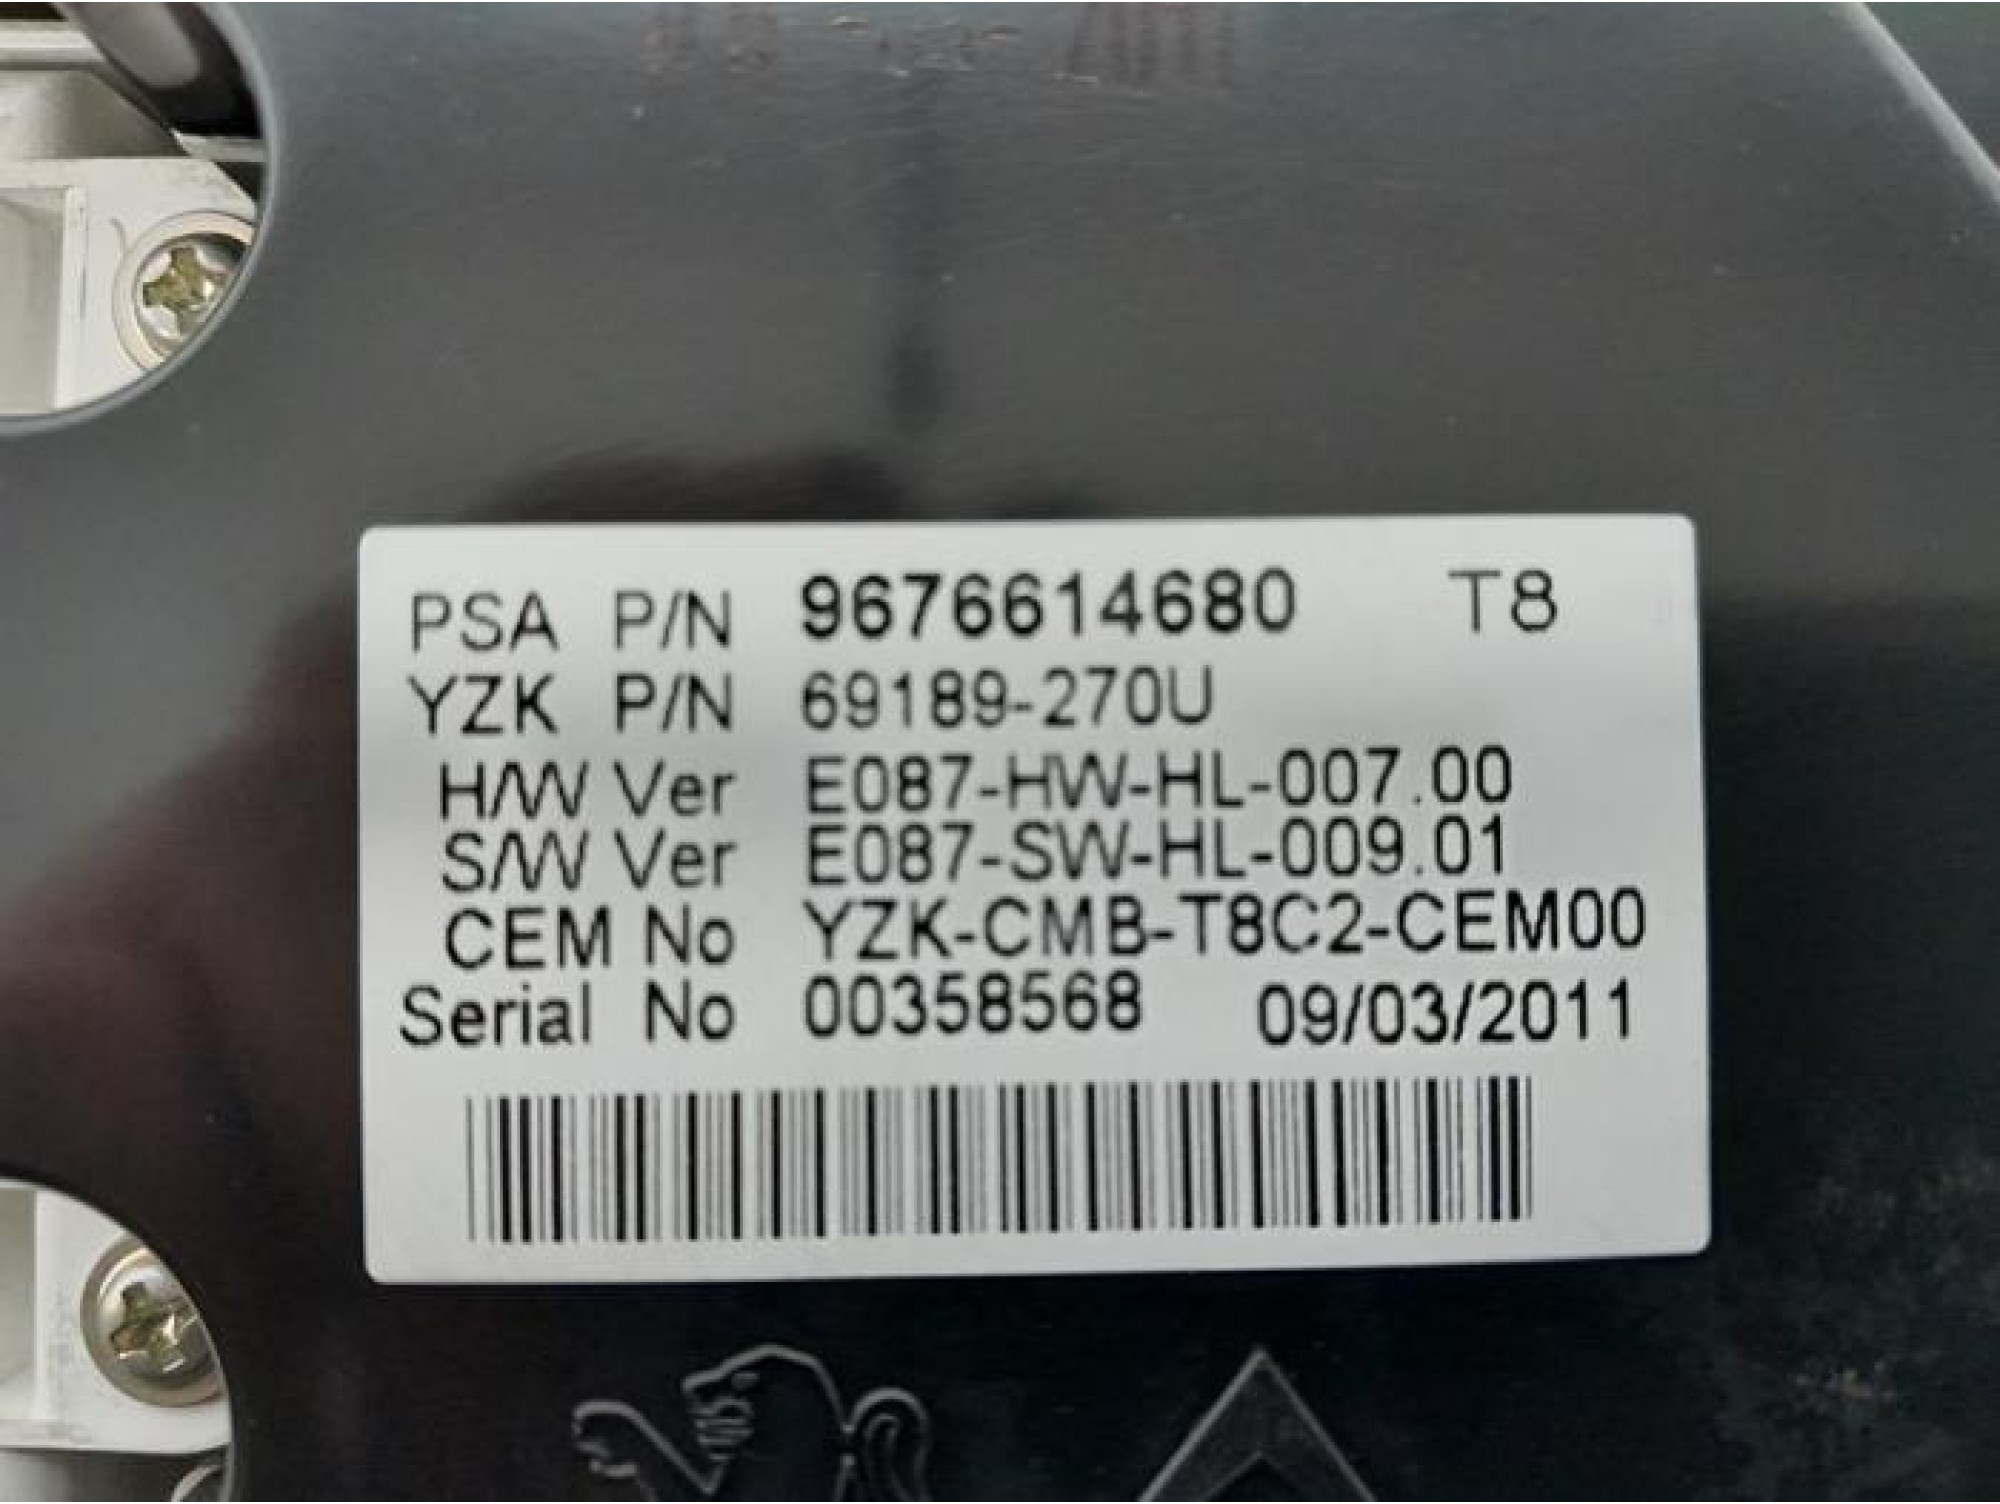 PSA P/N 9676614680 T8
YZK P/N 69189-270U
H/W Ver E087-HW-HL-007.00
S/W Ver E087-SW-HL-009.01
CEM No YZK-CMB-T8C2-CEM00
Serial No 00358568 09/03/2011